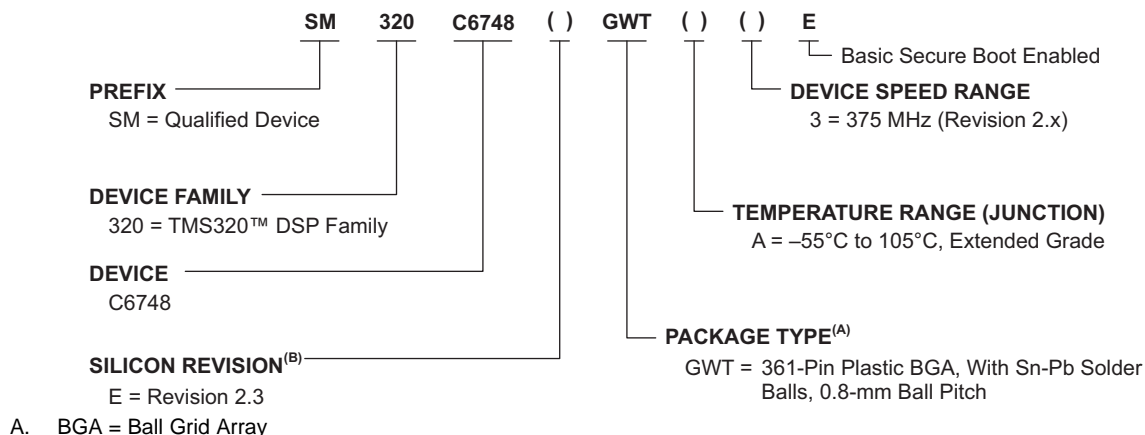 SM 320 C6748 ( ) GWT ( ) ( ) E
Basic Secure Boot Enabled
PREFIX
SM = Qualified Device
DEVICE SPEED RANGE
3 = 375 MHz (Revision 2.x)
DEVICE FAMILY
320 = TMS320™ DSP Family
TEMPERATURE RANGE (JUNCTION)
A = –55°C to 105°C, Extended Grade
DEVICE
C6748
PACKAGE TYPE(A)
GWT = 361-Pin Plastic BGA, With Sn-Pb Solder
Balls, 0.8-mm Ball Pitch
SILICON REVISION(B)
E = Revision 2.3
A. BGA = Ball Grid Array